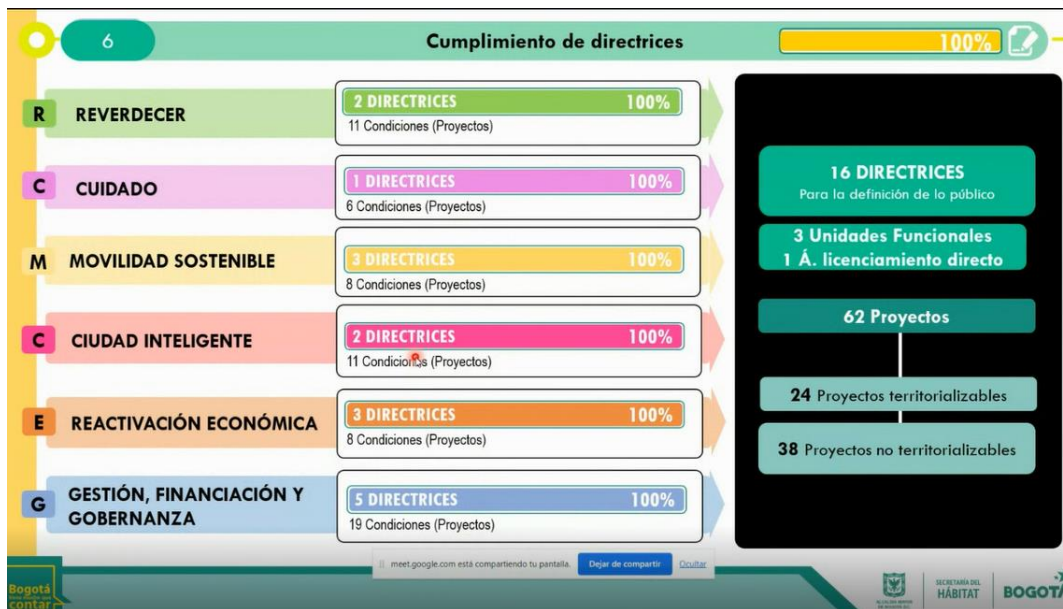 6
Cumplimiento de directrices
100%
R
REVERDECER
2 DIRECTRICES 100%
11 Condiciones (Proyectos)
C
CUIDADO
1 DIRECTRICES 100%
6 Condiciones (Proyectos)
M
MOVILIDAD SOSTENIBLE
3 DIRECTRICES 100%
8 Condiciones (Proyectos)
C
CIUDAD INTELIGENTE
2 DIRECTRICES 100%
11 Condiciones (Proyectos)
E
REACTIVACIÓN ECONÓMICA
3 DIRECTRICES 100%
8 Condiciones (Proyectos)
G
GESTIÓN, FINANCIACIÓN Y
GOBERNANZA
5 DIRECTRICES 100%
19 Condiciones (Proyectos)
16 DIRECTRICES
Para la definición de lo público
3 Unidades Funcionales
1 Á. licenciamiento directo
62 Proyectos
24 Proyectos territorializables
38 Proyectos no territorializables
meet.google.com está compartiendo tu pantalla.
Dejar de compartir
Ocultar
Bogotá
contar
SECRETARÍA DEL
HÁBITAT
BOGOTÁ